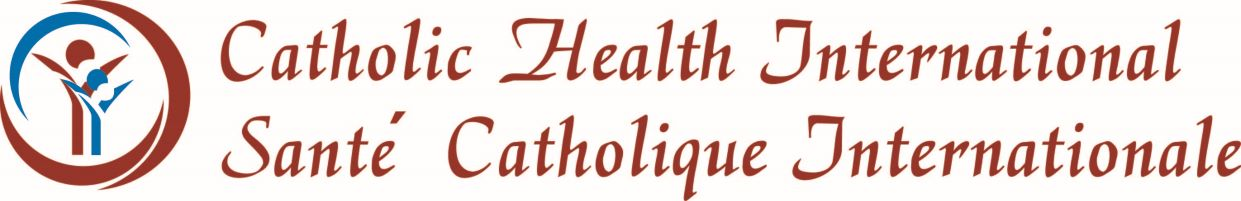 Catholic Health International
Santé Catholique Internationale